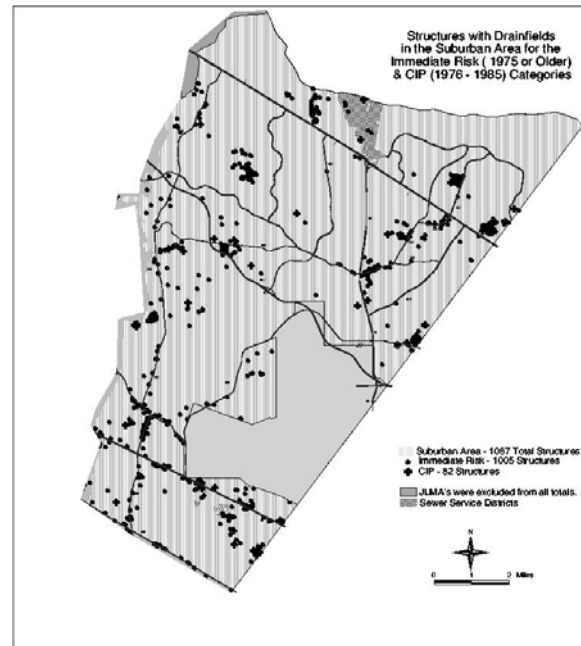 Structures with Drainfields
in the Suburban Area for the
Immediate Risk ( 1975 or Older)
& CIP (1976 - 1985) Categories
Suburban Area - 1087 Total Structures
Immediate Risk - 1005 Structures
CIP - 82 Structures
JLMA's were excluded from all totals.
Sewer Service Districts
N
0 1 2 Miles